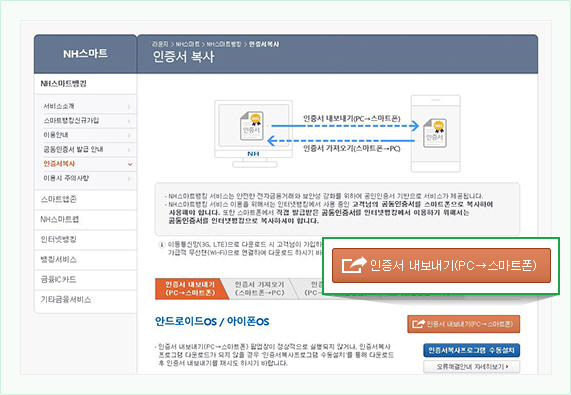 NH스마트
라운지 > NH스마트 > NH스마트뱅킹 > 인증서복사
인증서 복사
NH스마트뱅킹
서비스소개
스마트뱅킹신규가입
이용안내
공동인증서 발급 안내
인증서복사
이용시 주의사항
스마트앱존
NH스마트웹
인터넷뱅킹
뱅킹서비스
금융IC카드
기타금융서비스
인증서
NH
인증서 내보내기(PC→스마트폰)
인증서 가져오기(스마트폰→PC)
인증서
· NH스마트뱅킹 서비스는 안전한 전자금융거래와 보안성 강화를 위하여 공인인증서 기반으로 서비스가 제공됩니다.
· NH스마트뱅킹 서비스 이용을 위해서는 인터넷뱅킹에서 사용 중인 고객님의 공동인증서를 스마트폰으로 복사하여
사용해야 합니다. 또한 스마트폰에서 직접 발급받은 공동인증서를 인터넷뱅킹에서 이용하기 위해서는
공동인증서를 인터넷뱅킹으로 복사하셔야 합니다.
이동통신망(3G, LTE)으로 다운로드 시 고객님이 가입하
가급적 무선랜(Wi-Fi)으로 연결하여 다운로드 하시기 바
인증서 내보내기(PC→스마트폰)
인증서 내보내기
(PC→스마트폰)
인증서 가져오기
(스마트폰→PC)
안드로이드OS / 아이폰OS
인증서 내보내기(PC→스마트폰)
· 인증서 내보내기(PC→스마트폰) 팝업창이 정상적으로 실행되지 않거나, 인증서복사
프로그램 다운로드가 되지 않을 경우 '인증서복사프로그램 수동설치'를 통해 다운로드
후 인증서 내보내기를 재시도 하시기 바랍니다.
인증서복사프로그램 수동설치
오류해결안내 자세히보기 >